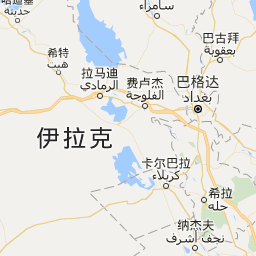 哈迪塞
حديثة
سامراء
希特
هيت
巴古拜
بعقوبة
拉马迪
الرمادي
费卢杰
الفلوجة
巴格达
بغداد
伊拉克
卡尔巴拉
كربلاء
希拉
حله
纳杰夫
نجف أشرف